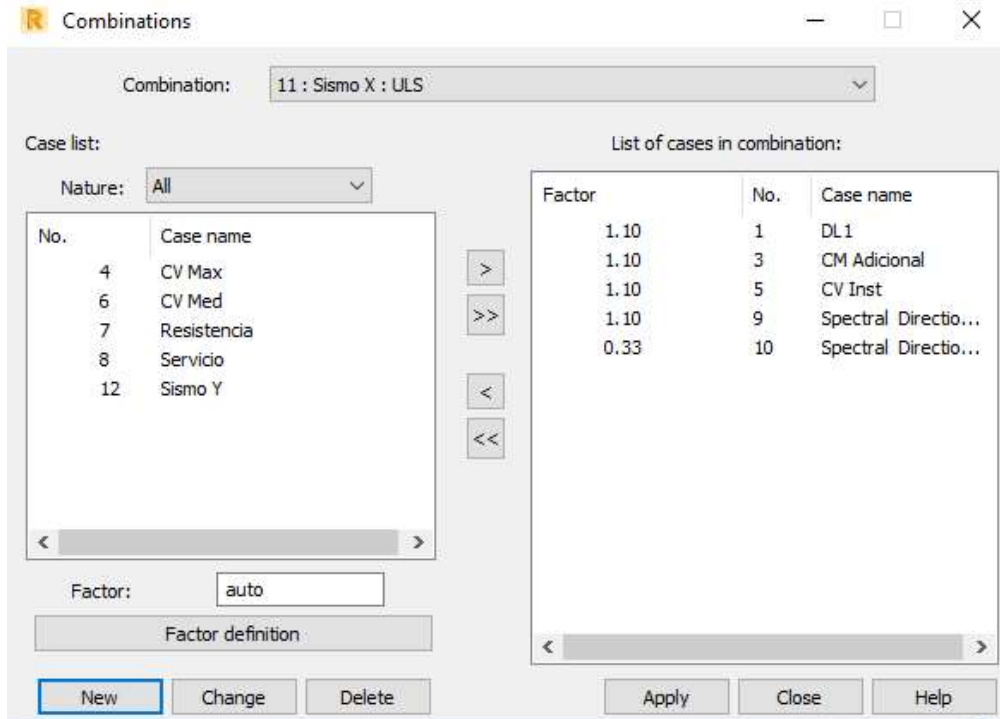 R Combinations
Combination: 11 : Sismo X : ULS
Case list:
Nature: All
No. Case name
4 CV Max
6 CV Med
7 Resistencia
8 Servicio
12 Sismo Y
>
>>
<
<<
Factor: auto
Factor definition
New Change Delete
List of cases in combination:
Factor No. Case name
1.10 1 DL1
1.10 3 CM Adicional
1.10 5 CV Inst
1.10 9 Spectral Directio...
0.33 10 Spectral Directio...
Apply Close Help